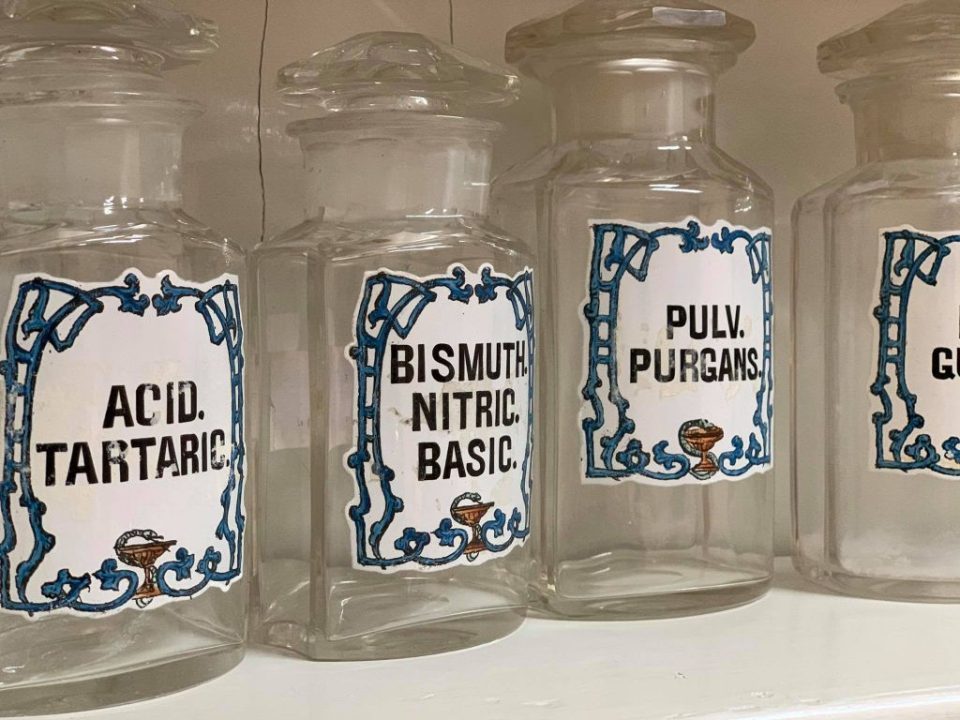 ACID.
TARTARIC.
BISMUTH.
NITRIC.
BASIC.
PULV.
PURGANS.